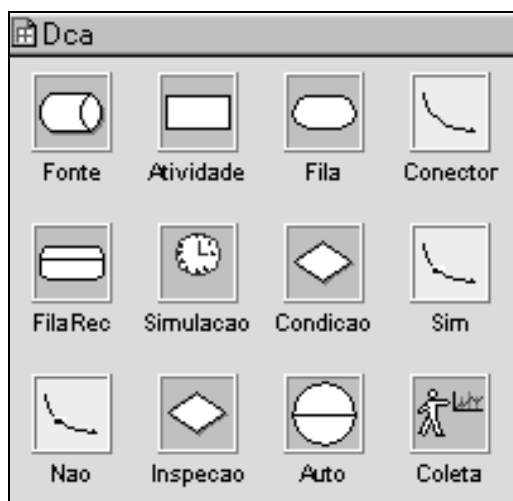 Dca
Fonte Atividade Fila Conector
FilaRec Simulacao Condicao Sim
Nao Inspecao Auto Coleta